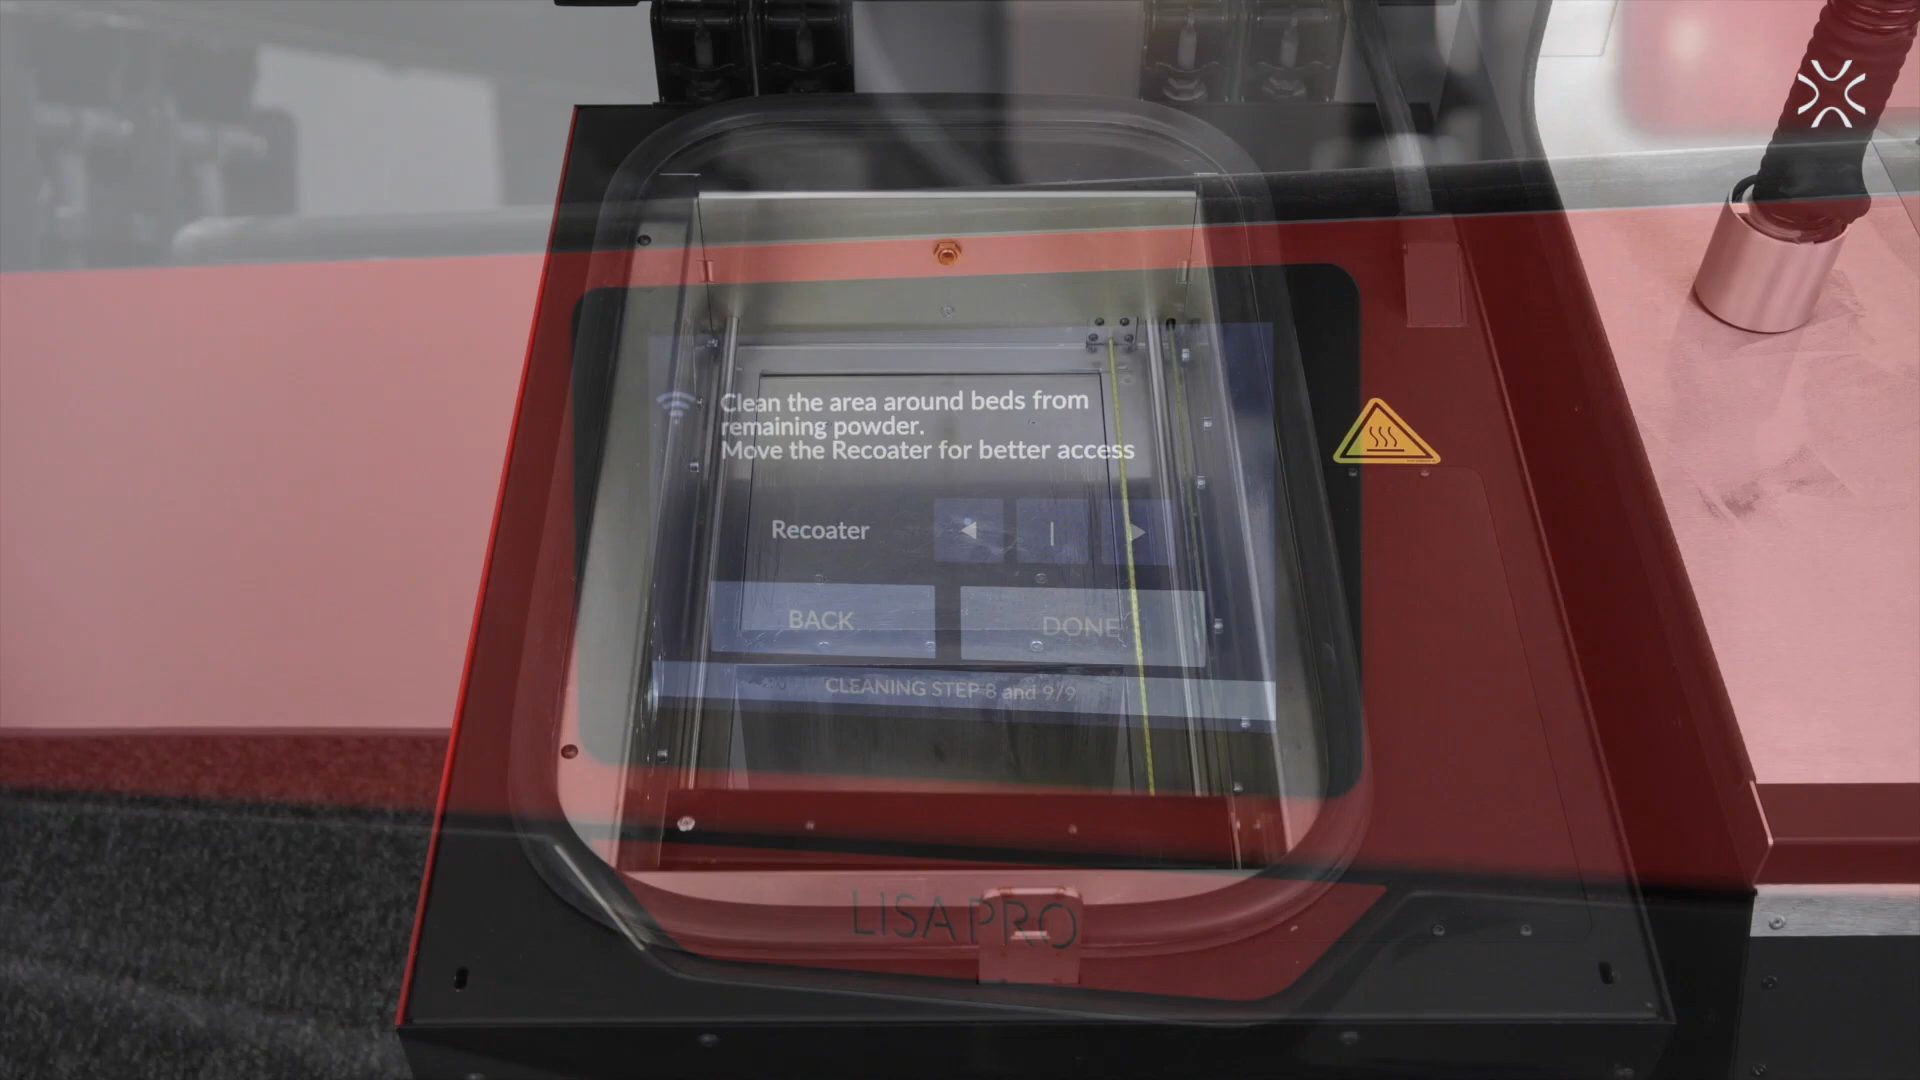 Clean the area around beds from
remaining powder.
Move the Recoater for better access
Recoater
BACK
DONE
CLEANING STEP 8 and 9/9
LISA PRO